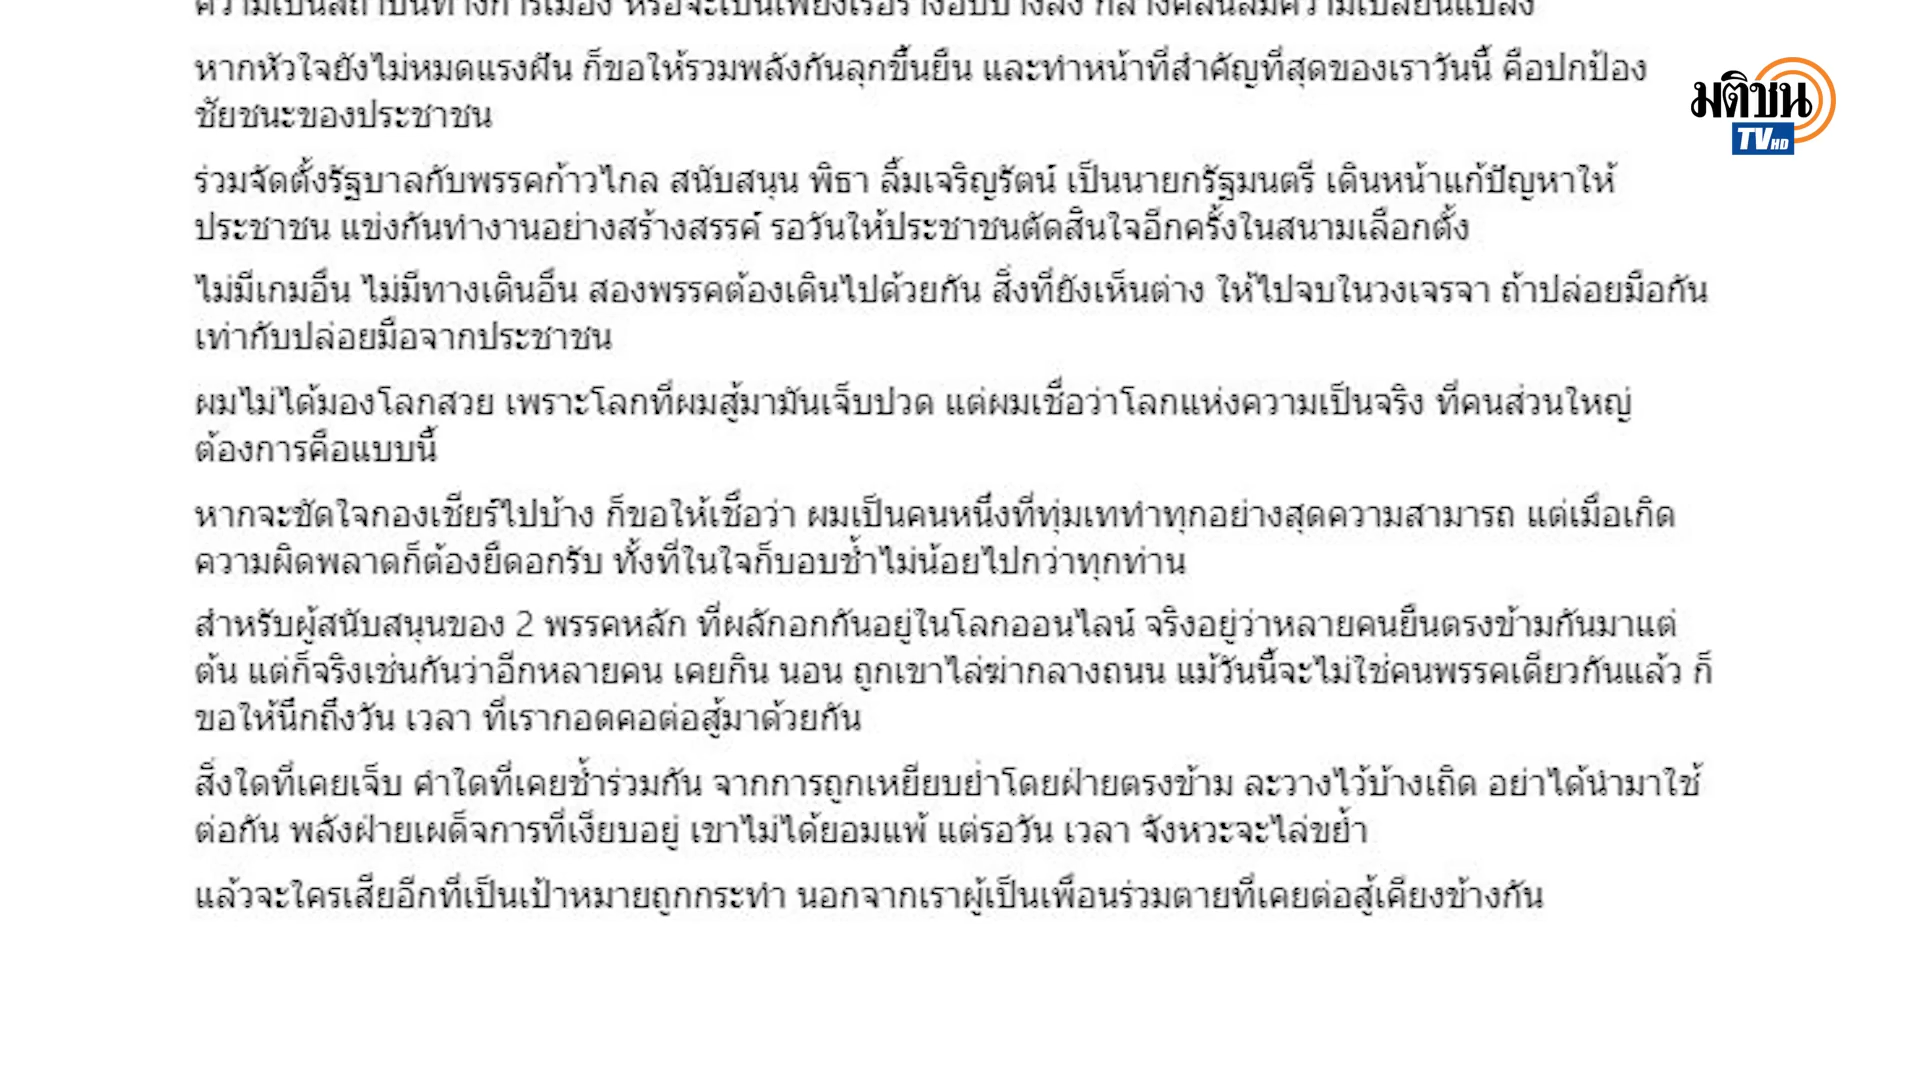 ความเป็นสถาบันทางการเมือง หรือจะเป็นเพียง
หากหัวใจยังไม่หมดแรงฝัน ก็ขอให้รวมพลังกันลุกขึ้นยืน และทำหน้าที่สำคัญที่สุดของเราวันนี้ คือปกป้อง
ชัยชนะของประชาชน
มติชน
TV HD
ร่วมจัดตั้งรัฐบาลกับพรรคก้าวไกล สนับสนุน พิธา ลิ้มเจริญรัตน์ เป็นนายกรัฐมนตรี เดินหน้าแก้ปัญหาให้
ประชาชน แข่งกันทำงานอย่างสร้างสรรค์ รอวันให้ประชาชนตัดสินใจอีกครั้งในสนามเลือกตั้ง
ไม่มีเกมอื่น ไม่มีทางเดินอื่น สองพรรคต้องเดินไปด้วยกัน สิ่งที่ยังเห็นต่าง ให้ไปจบในวงเจรจา ถ้าปล่อยมือกัน
เท่ากับปล่อยมือจากประชาชน
ผมไม่ได้มองโลกสวย เพราะโลกที่ผมสู้มามันเจ็บปวด แต่ผมเชื่อว่าโลกแห่งความเป็นจริง ที่คนส่วนใหญ่
ต้องการคือแบบนี้
หากจะขัดใจกองเชียร์ไปบ้าง ก็ขอให้เชื่อว่า ผมเป็นคนหนึ่งที่ทุ่มเททำทุกอย่างสุดความสามารถ แต่เมื่อเกิด
ความผิดพลาดก็ต้องยืดอกรับ ทั้งที่ในใจก็บอบช้ำไม่น้อยไปกว่าทุกท่าน
สำหรับผู้สนับสนุนของ 2 พรรคหลัก ที่ผลักอกกันอยู่ในโลกออนไลน์ จริงอยู่ว่าหลายคนยืนตรงข้ามกันมาแต่
ต้น แต่ก็จริงเช่นกันว่าอีกหลายคน เคยกิน นอน ถูกเขาไล่ฆ่ากลางถนน แม้วันนี้จะไม่ใช่คนพรรคเดียวกันแล้ว ก็
ขอให้นึกถึงวัน เวลา ที่เรากอดคอต่อสู้มาด้วยกัน
สิ่งใดที่เคยเจ็บ คำใดที่เคยช้ำร่วมกัน จากการถูกเหยียบย่ำโดยฝ่ายตรงข้าม ละวางไว้บ้างเถิด อย่าได้นำมาใช้
ต่อกัน พลังฝ่ายเผด็จการที่เงียบอยู่ เขาไม่ได้ยอมแพ้ แต่รอวัน เวลา จังหวะจะไล่ขย้ำ
แล้วจะใครเสียอีกที่เป็นเป้าหมายถูกกระทำ นอกจากเราผู้เป็นเพื่อนร่วมตายที่เคยต่อสู้เคียงข้างกัน